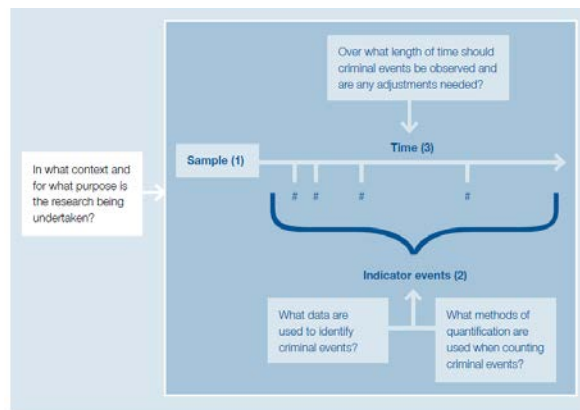 Over what length of time should
criminal events be observed and
are any adjustments needed?
Sample (1)
Time (3)
In what context and
for what purpose is
the research being
undertaken?
# # # #
Indicator events (2)
What data are
used to identify
criminal events?
What methods of
quantification are
used when counting
criminal events?